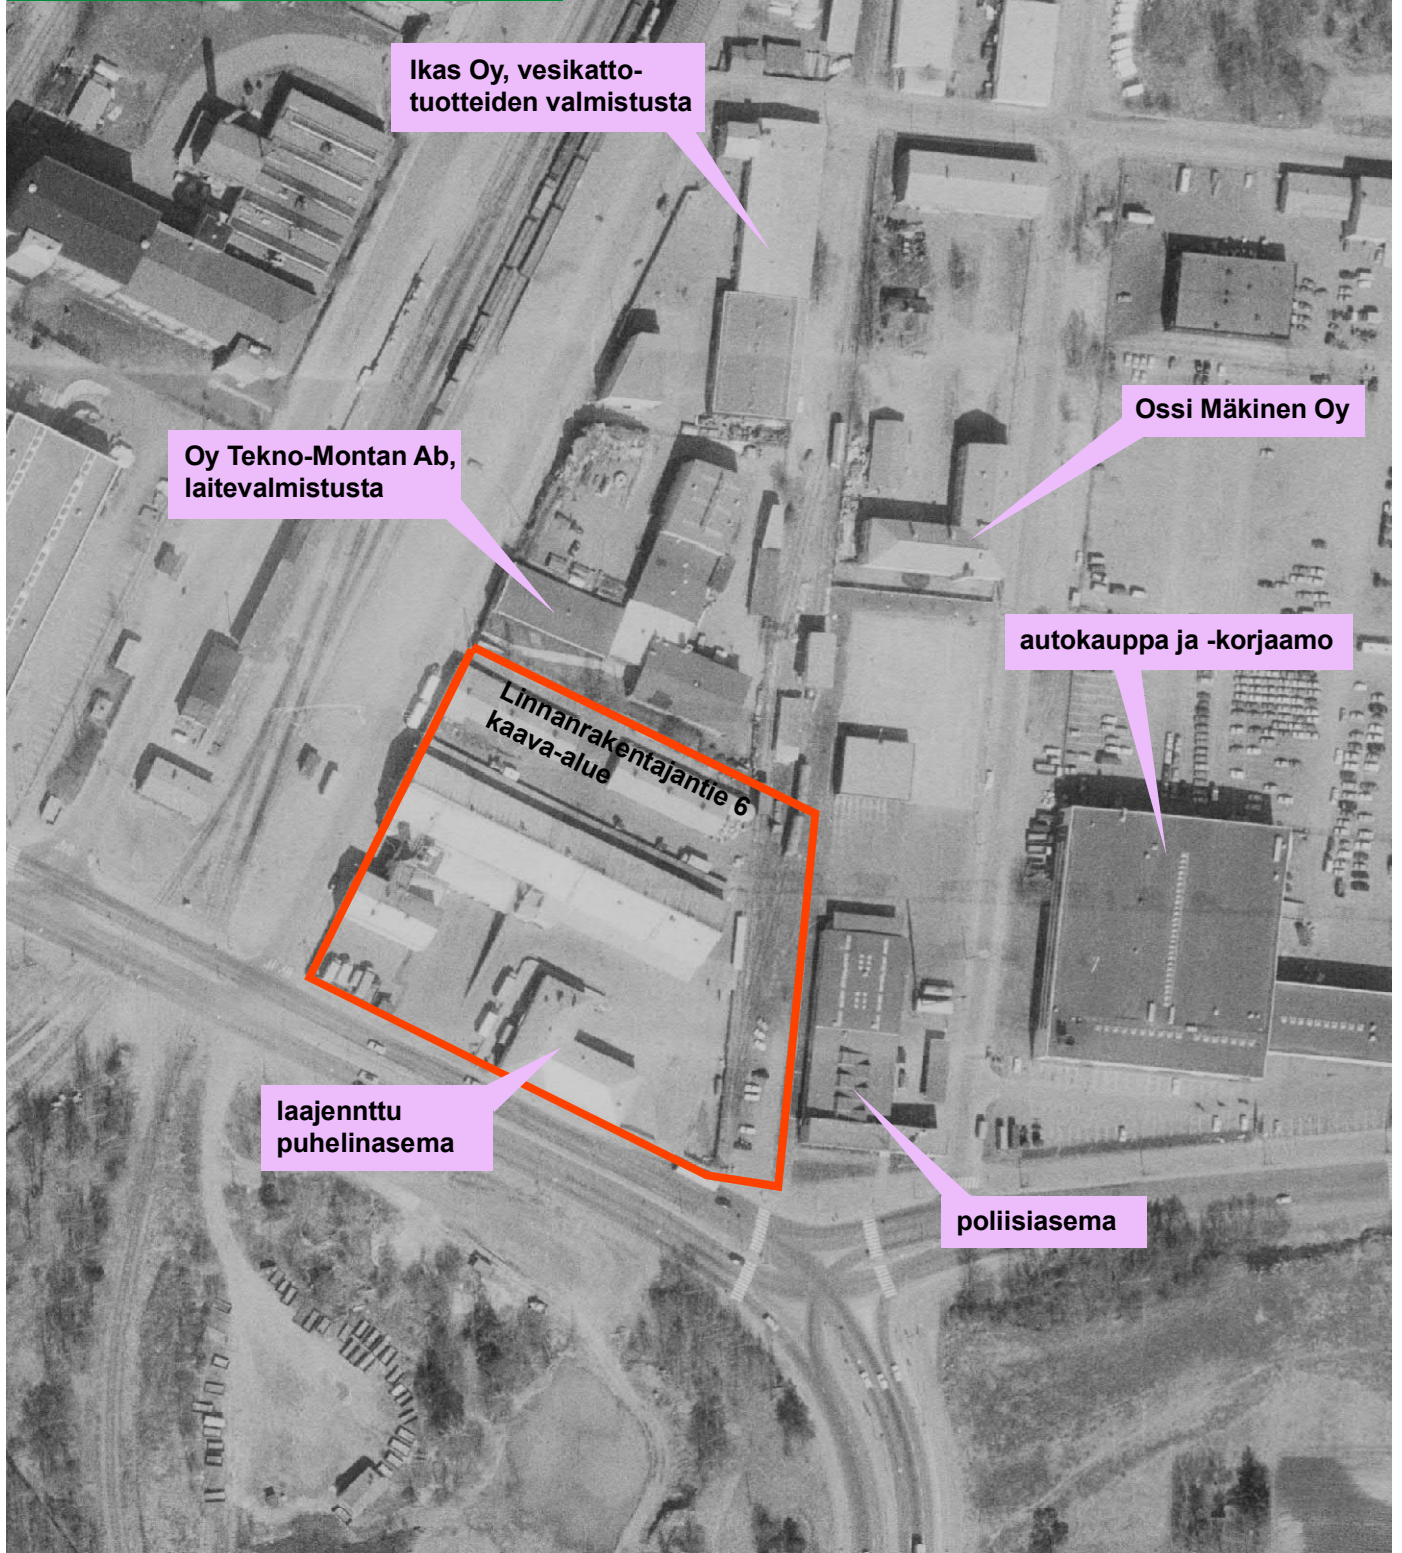 Ikas Oy, vesikatto-
tuotteiden valmistusta
Ossi Mäkinen Oy
Oy Tekno-Montan Ab,
laitevalmistusta
autokauppa ja -korjaamo
Linnanrakentajantie 6
kaava-alue
laajennttu
puhelinasema
poliisiasema